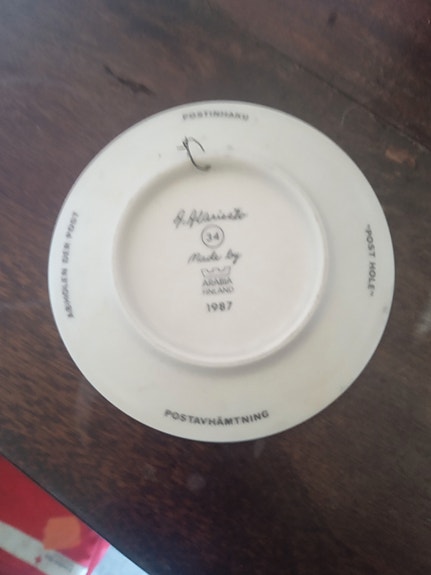 POSTINHAKU
34
Made by
ARABIA
FINLAND
1987
"POST HOLE"
POSTAVHÄMTNING
ABHOLEN DER POST